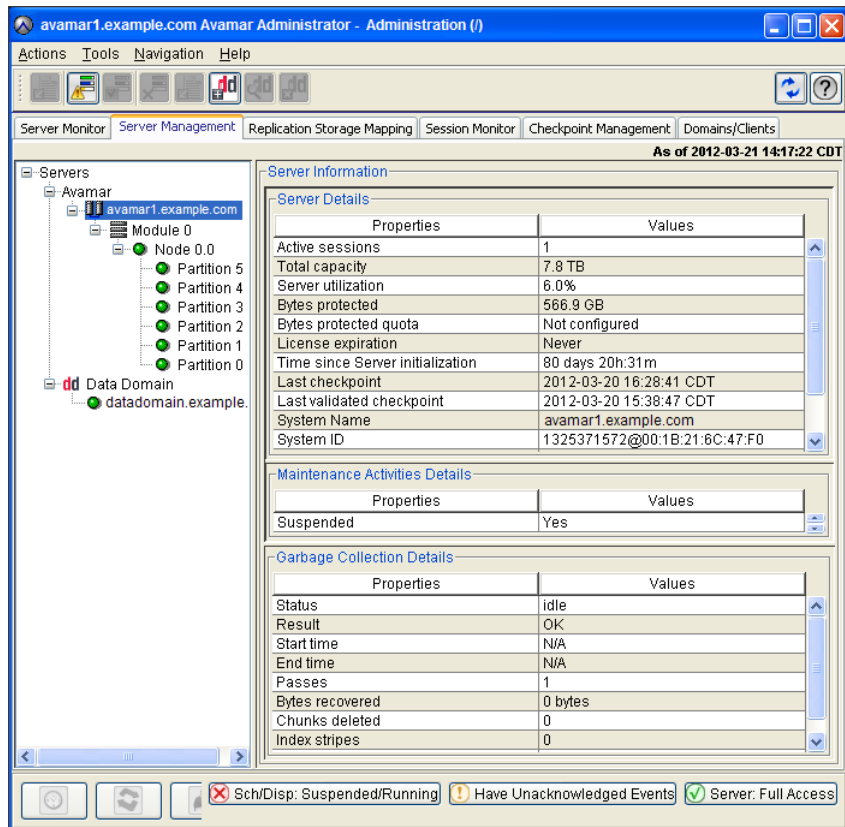 avamar1.example.com Avamar Administrator - Administration (/)
Actions Tools Navigation Help
dd dd dd
Server Monitor Server Management Replication Storage Mapping Session Monitor Checkpoint Management Domains/Clients
As of 2012-03-21 14:17:22 CDT
Servers
Avamar
avamar1.example.com
Module 0
Node 0.0
Partition 5
Partition 4
Partition 3
Partition 2
Partition 1
Partition 0
dd Data Domain
datadomain.example.
Server Information
Server Details
Properties Values
Active sessions 1
Total capacity 7.8 TB
Server utilization 6.0%
Bytes protected 566.9 GB
Bytes protected quota Not configured
License expiration Never
Time since Server initialization 80 days 20h:31m
Last checkpoint 2012-03-20 16:28:41 CDT
Last validated checkpoint 2012-03-20 15:38:47 CDT
System Name avamar1.example.com
System ID 1325371572@00:1B:21:6C:47:F0
Maintenance Activities Details
Properties Values
Suspended Yes
Garbage Collection Details
Properties Values
Status idle
Result OK
Start time N/A
End time N/A
Passes 1
Bytes recovered 0 bytes
Chunks deleted 0
Index stripes 0
Sch/Disp: Suspended/Running Have Unacknowledged Events Server: Full Access